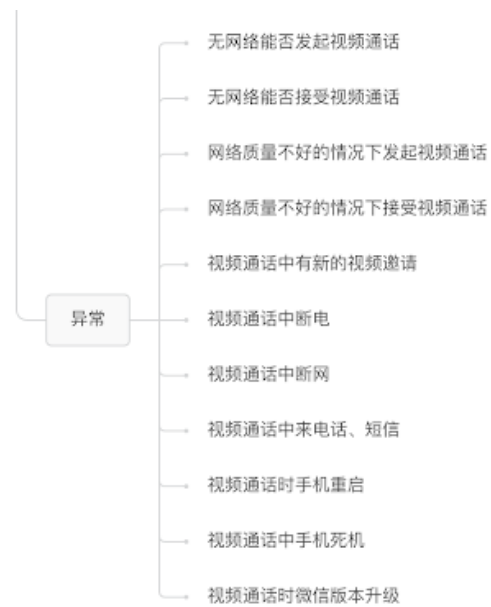 无网络能否发起视频通话
无网络能否接受视频通话
网络质量不好的情况下发起视频通话
网络质量不好的情况下接受视频通话
视频通话中有新的视频邀请
异常
视频通话中断电
视频通话中断网
视频通话中来电话、短信
视频通话时手机重启
视频通话中手机死机
视频通话时微信版本升级